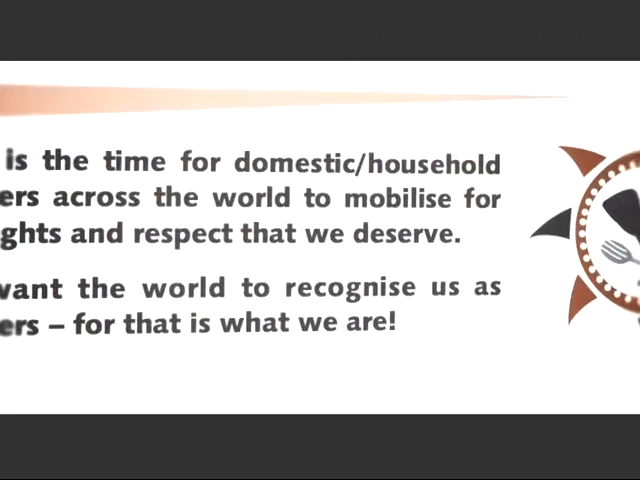 is the time for domestic/household
ers across the world to mobilise for
ghts and respect that we deserve.
want the world to recognise us as
ers – for that is what we are!